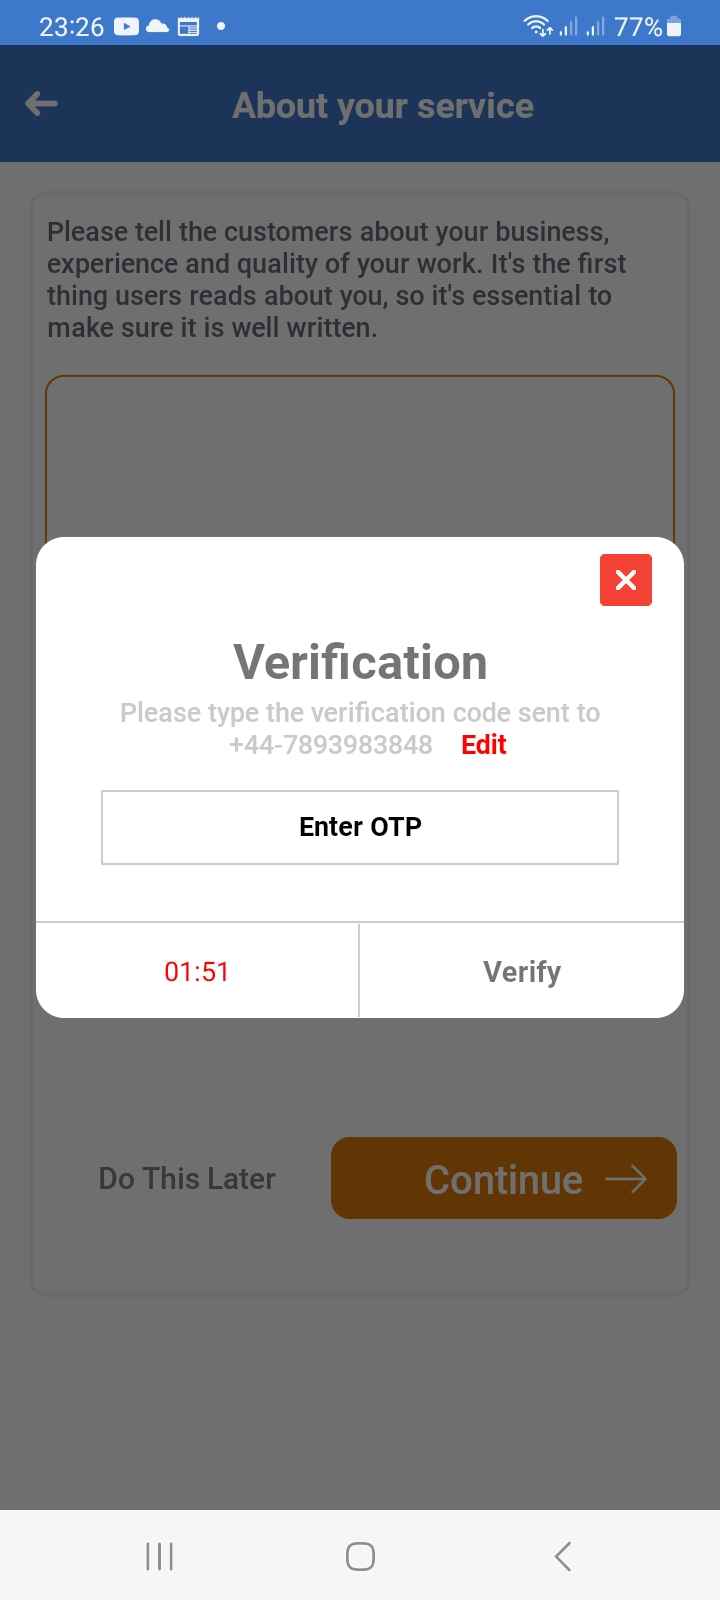 23:26
77%
About your service
Please tell the customers about your business,
experience and quality of your work. It's the first
thing users reads about you, so it's essential to
make sure it is well written.
Verification
Please type the verification code sent to
+44-7893983848 Edit
Enter OTP
01:51
Verify
Do This Later
Continue